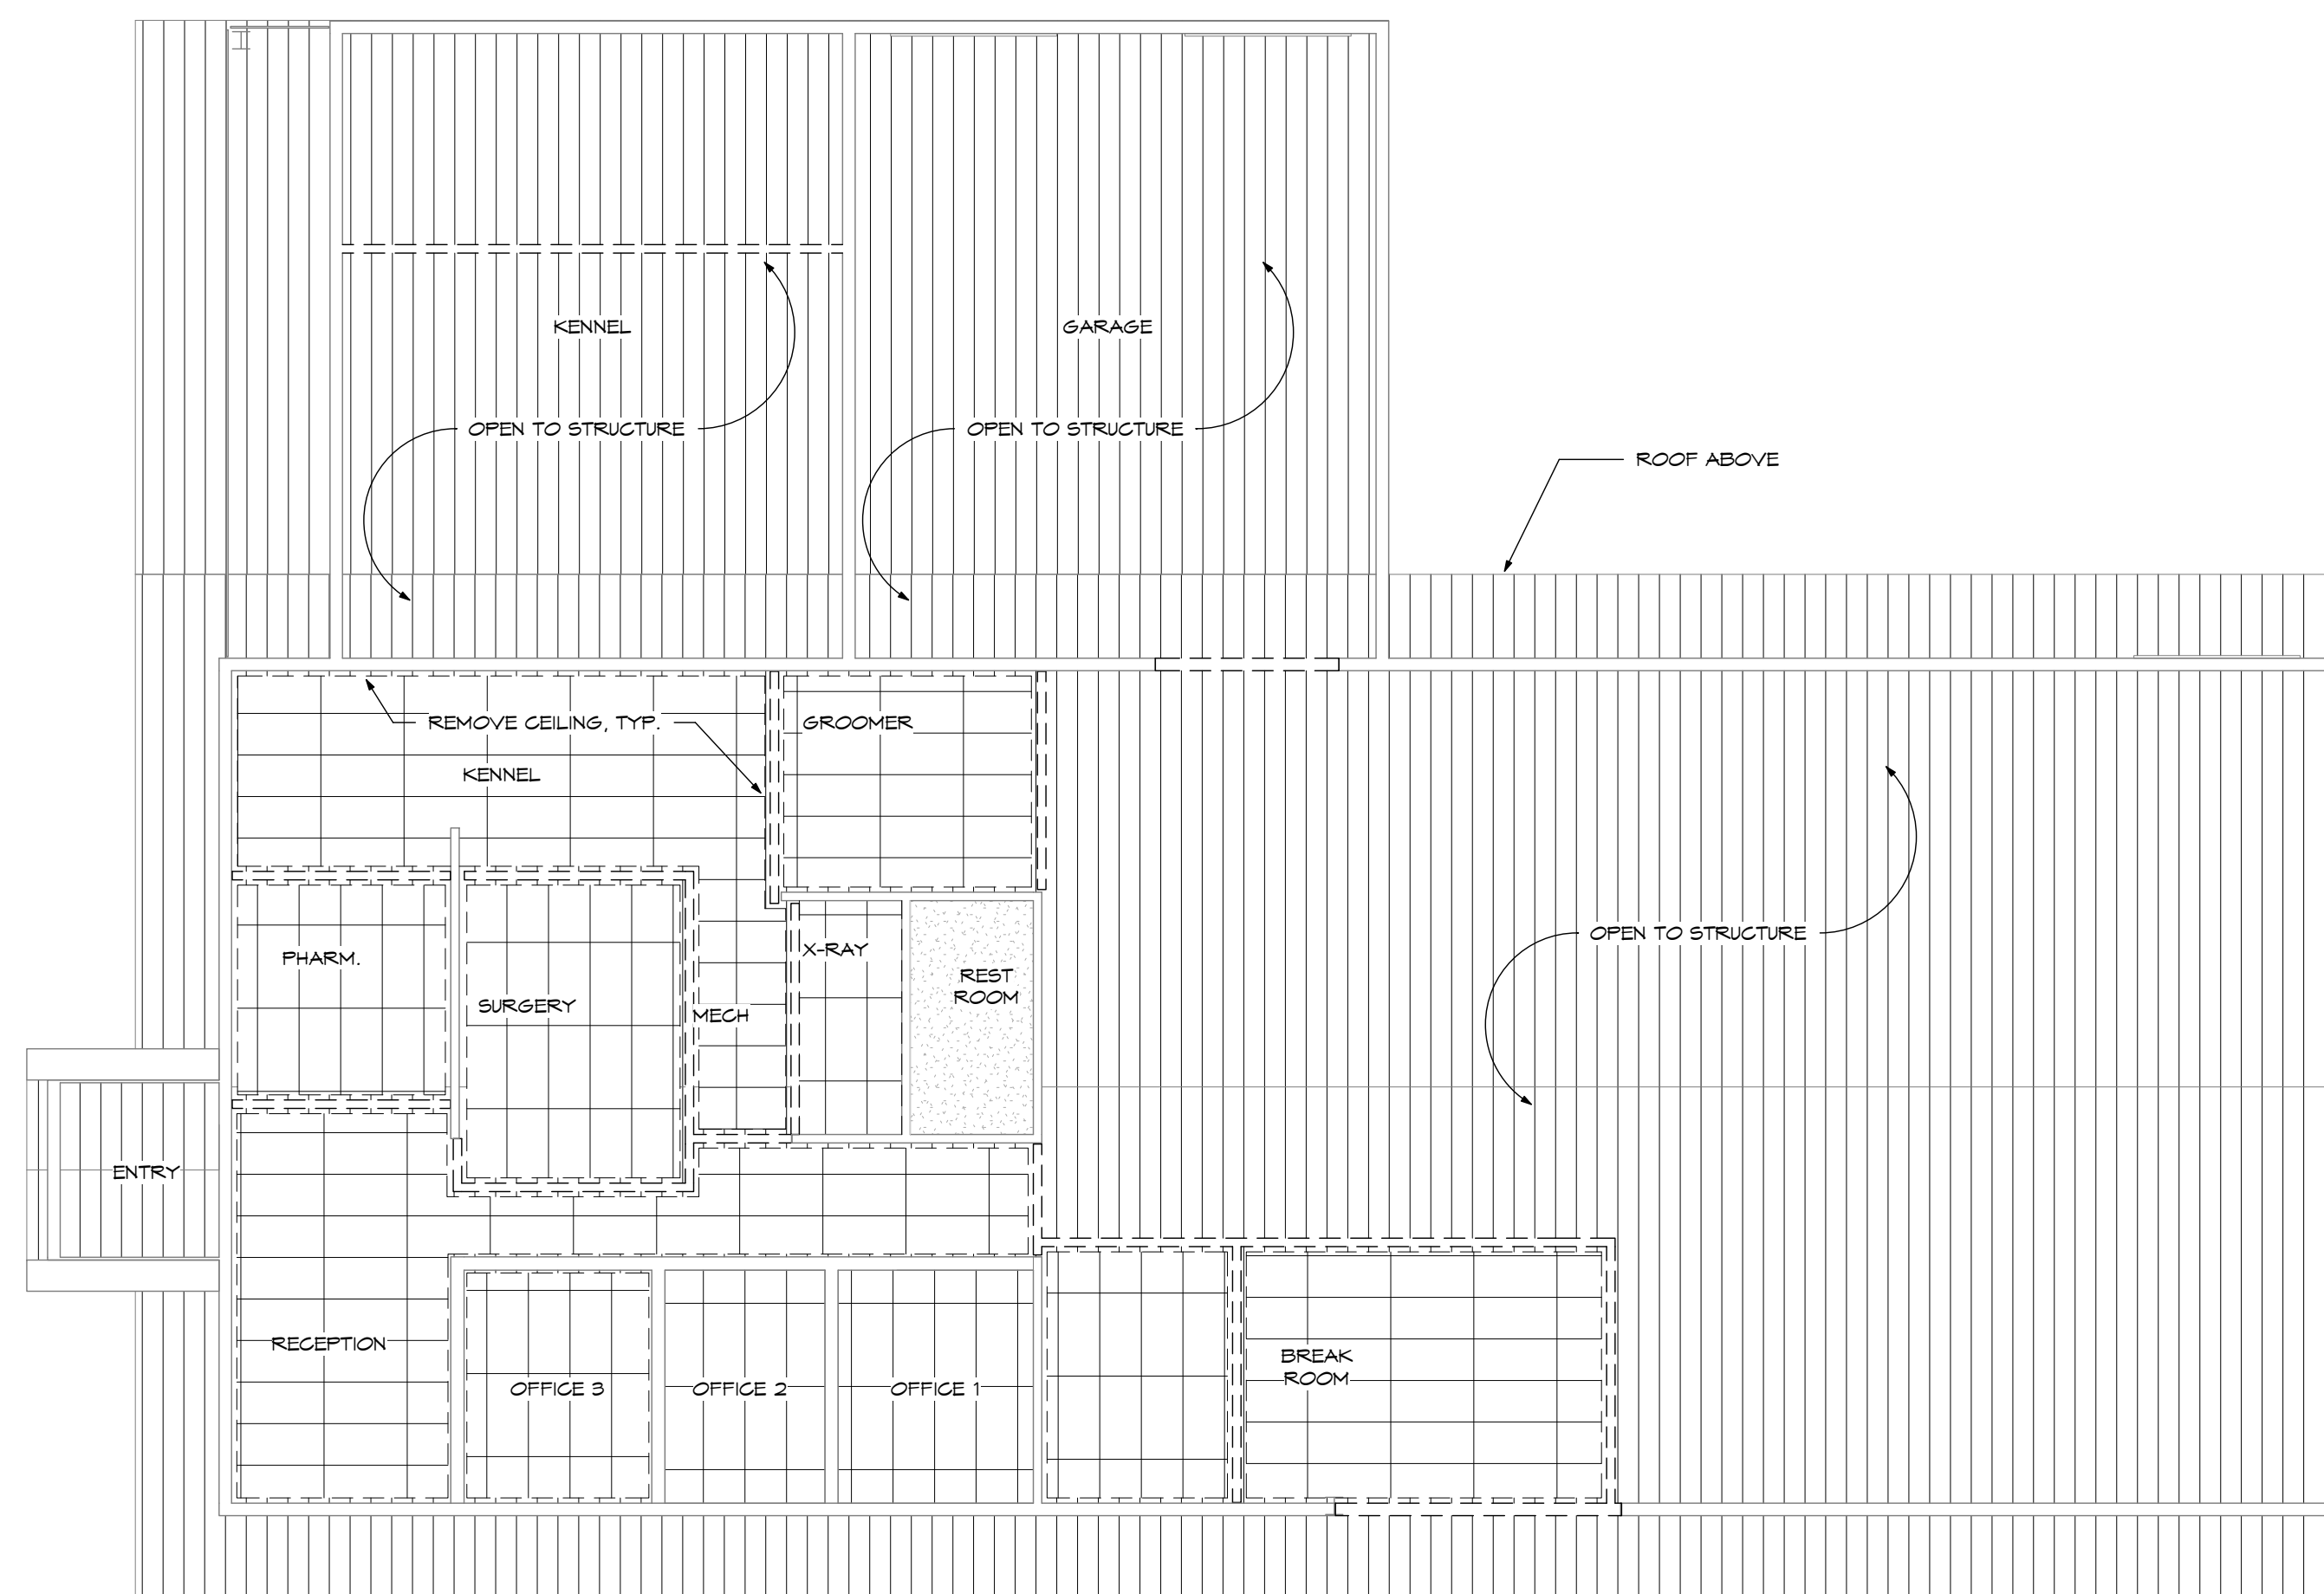 KENNEL
GARAGE
OPEN TO STRUCTURE
OPEN TO STRUCTURE
ROOF ABOVE
REMOVE CEILING, TYP.
GROOMER
KENNEL
OPEN TO STRUCTURE
X-RAY
PHARM.
REST
ROOM
SURGERY
MECH
ENTRY
RECEPTION
BREAK
ROOM
OFFICE 3
OFFICE 2
OFFICE 1